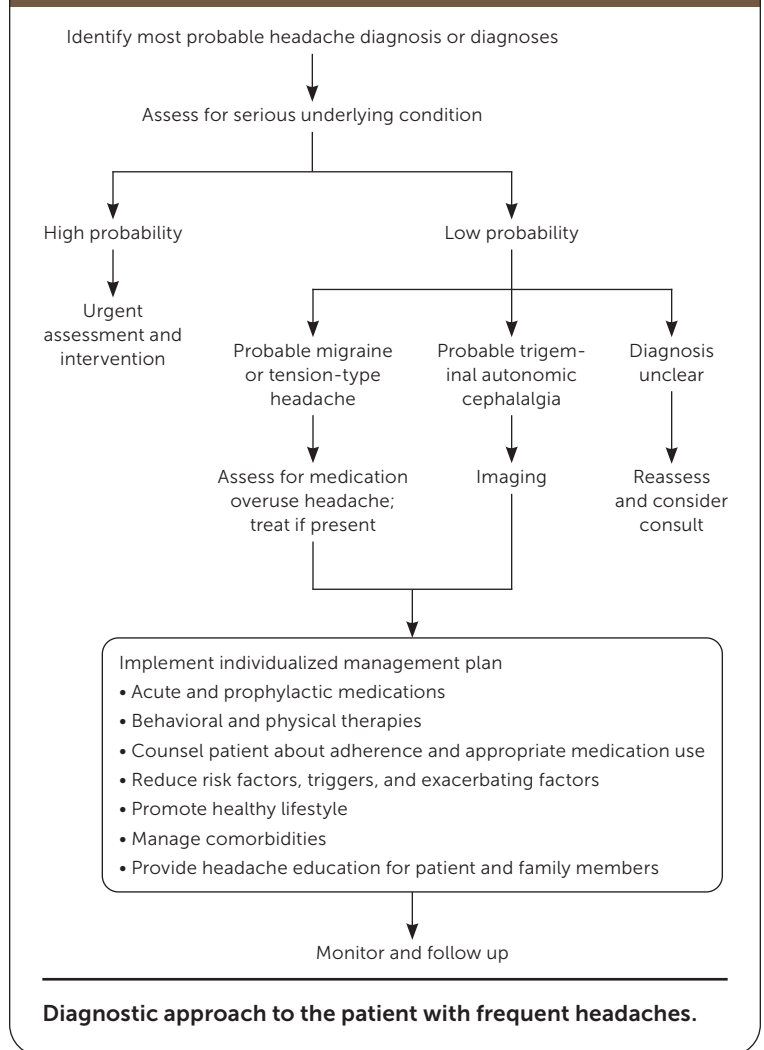 Identify most probable headache diagnosis or diagnoses
Assess for serious underlying condition
High probability
Low probability
Urgent
assessment and
intervention
Probable migraine
or tension-type
headache
Probable trigem-
inal autonomic
cephalalgia
Diagnosis
unclear
Assess for medication
overuse headache;
treat if present
Imaging
Reassess
and consider
consult
Implement individualized management plan
• Acute and prophylactic medications
• Behavioral and physical therapies
• Counsel patient about adherence and appropriate medication use
• Reduce risk factors, triggers, and exacerbating factors
• Promote healthy lifestyle
• Manage comorbidities
• Provide headache education for patient and family members
Monitor and follow up
Diagnostic approach to the patient with frequent headaches.